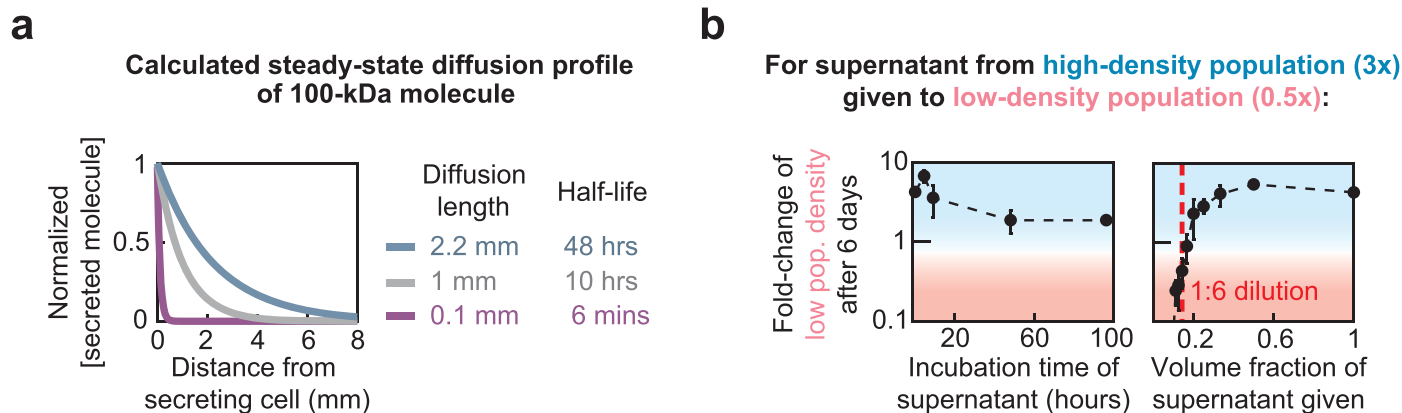 a
Calculated steady-state diffusion profile
of 100-kDa molecule
Normalized
[secreted molecule]
1
0.5
0
0 2 4 6 8
Distance from
secreting cell (mm)
Diffusion
length
Half-life
2.2 mm 48 hrs
1 mm 10 hrs
0.1 mm 6 mins
b
For supernatant from high-density population (3x)
given to low-density population (0.5x):
Fold-change of
low pop. density
after 6 days
10
1
0.1
20 60 100
Incubation time of
supernatant (hours)
1:6 dilution
0.2 0.6 1
Volume fraction of
supernatant given